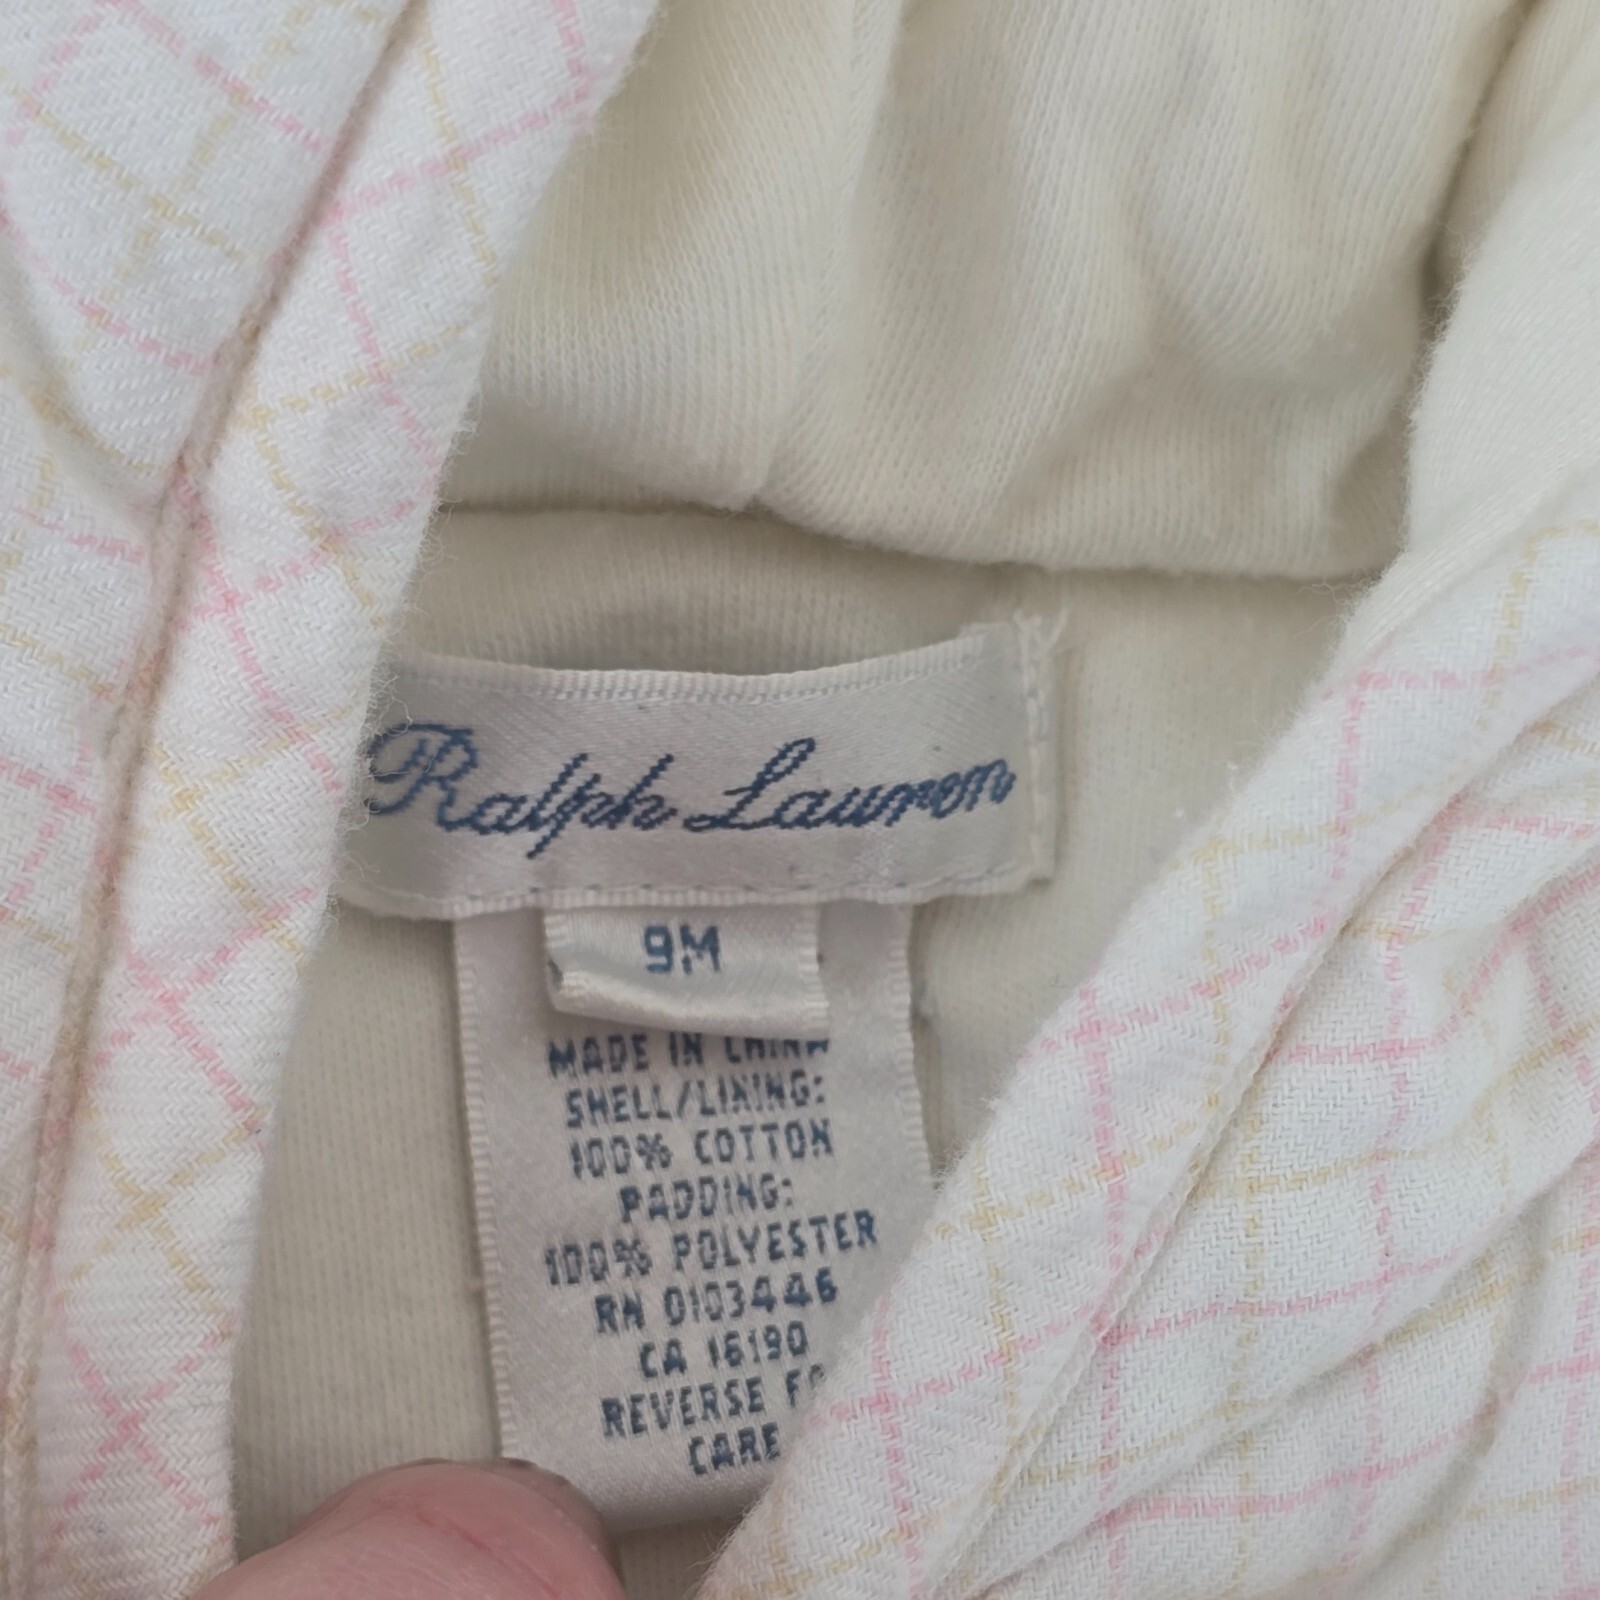 Ralph Lauren
9M
MADE IN CHINA
SHELL/LINING:
100% COTTON
PADDING:
100% POLYESTER
RN 0103446
CA 16190
REVERSE FO
CARE